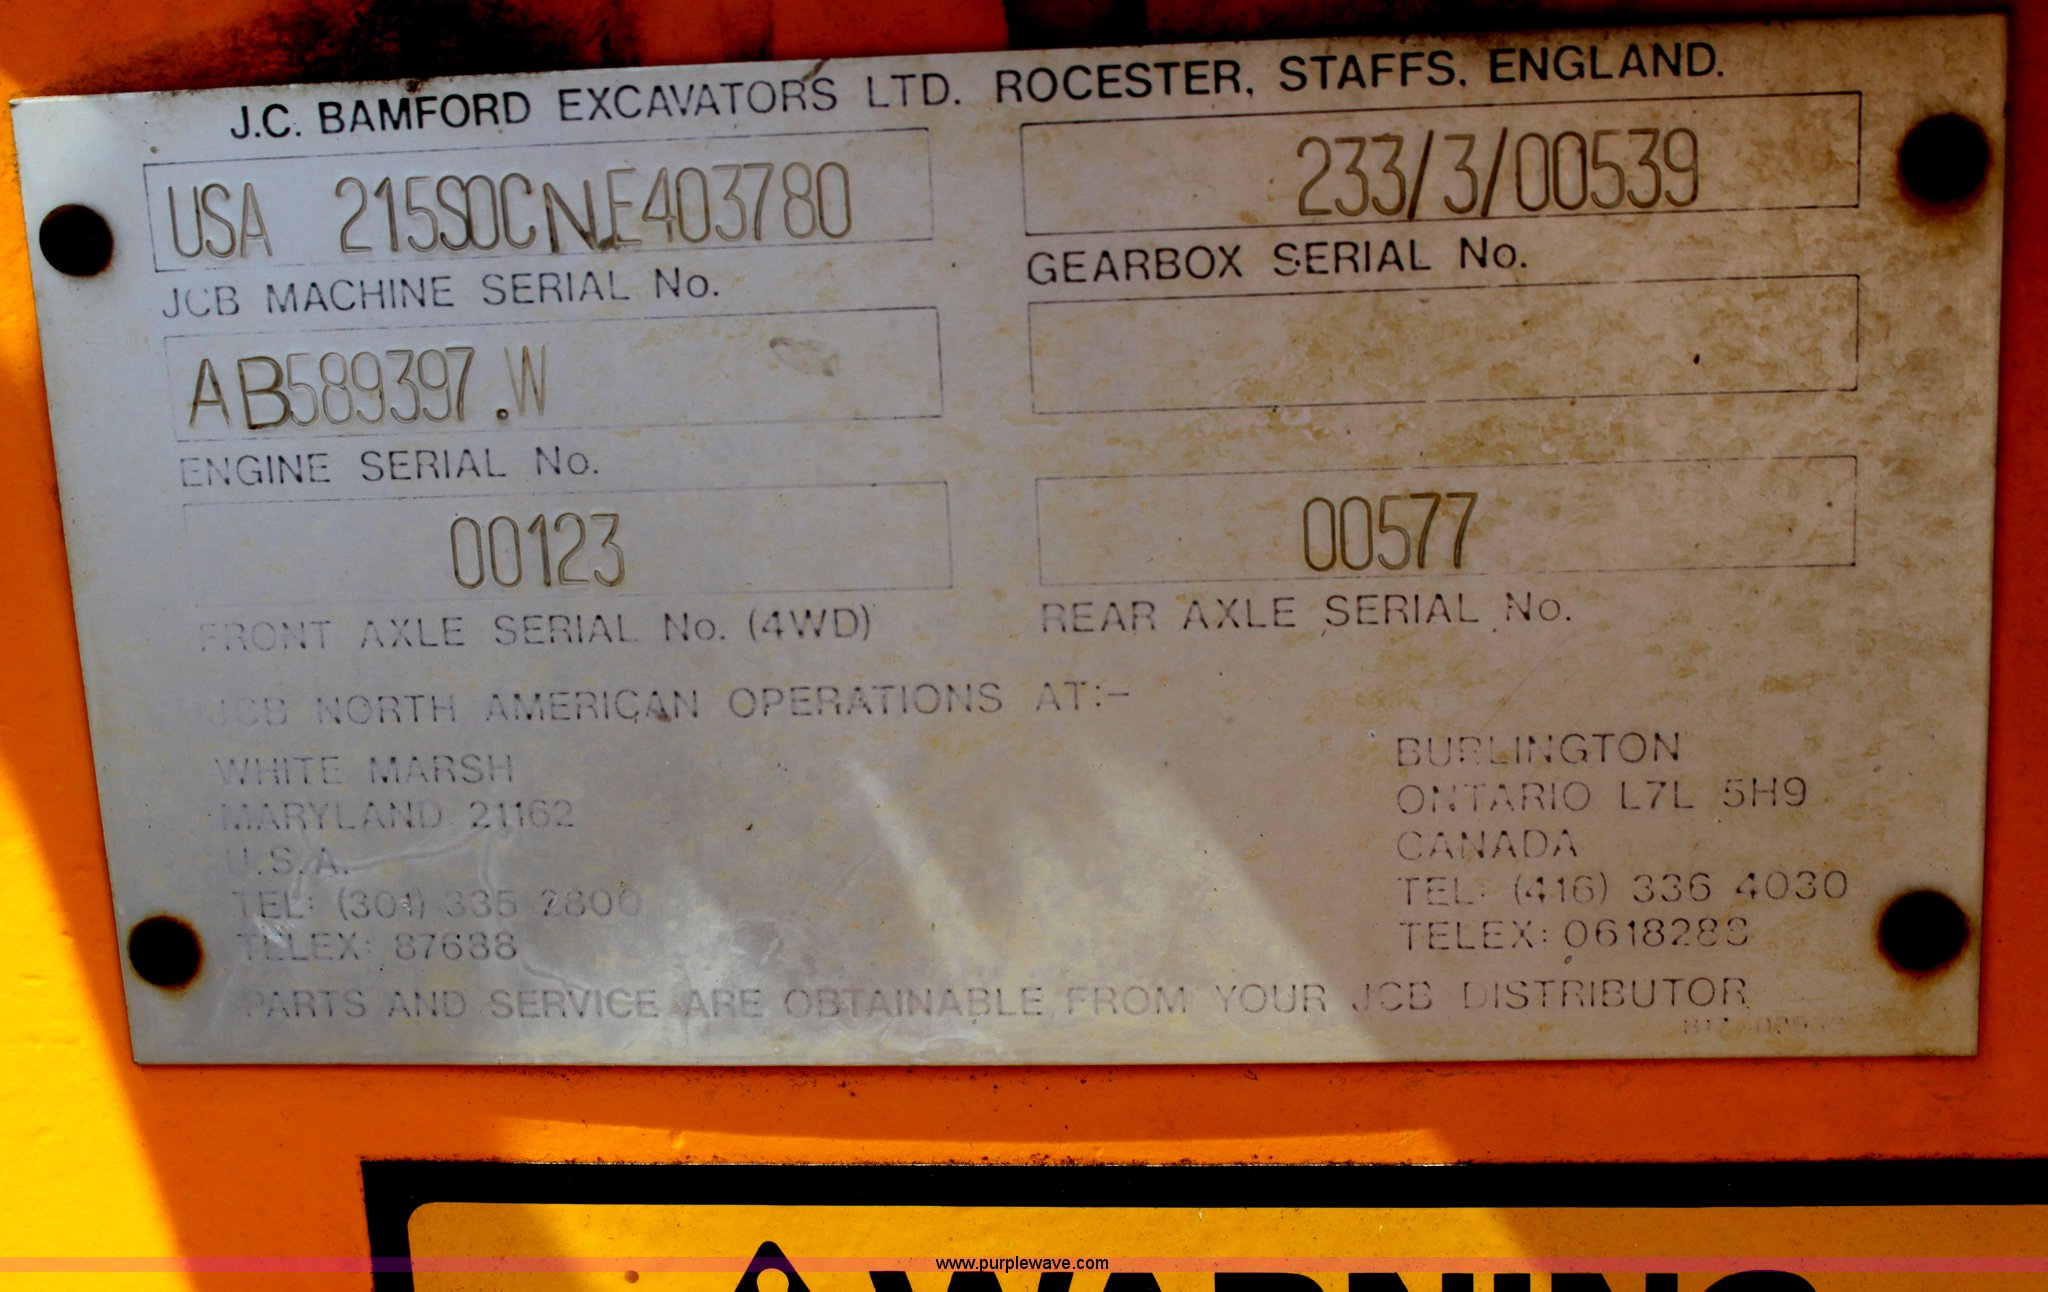 J.C. BAMFORD EXCAVATORS LTD. ROCESTER, STAFFS, ENGLAND.
USA 215SOCNE403780
JCB MACHINE SERIAL No.
233/3/00539
GEARBOX SERIAL No.
AB589397.W
ENGINE SERIAL No.
00123
FRONT AXLE SERIAL No. (4WD)
00577
REAR AXLE SERIAL No.
JCB NORTH AMERICAN OPERATIONS AT:-
WHITE MARSH
MARYLAND 21162
U.S.A.
TEL: (301) 335 2800
TELEX: 87688
BURLINGTON
ONTARIO L7L 5H9
CANADA
TEL: (416) 336 4030
TELEX: 0618288
PARTS AND SERVICE ARE OBTAINABLE FROM YOUR JCB DISTRIBUTOR
WARNING
www.purplewave.com